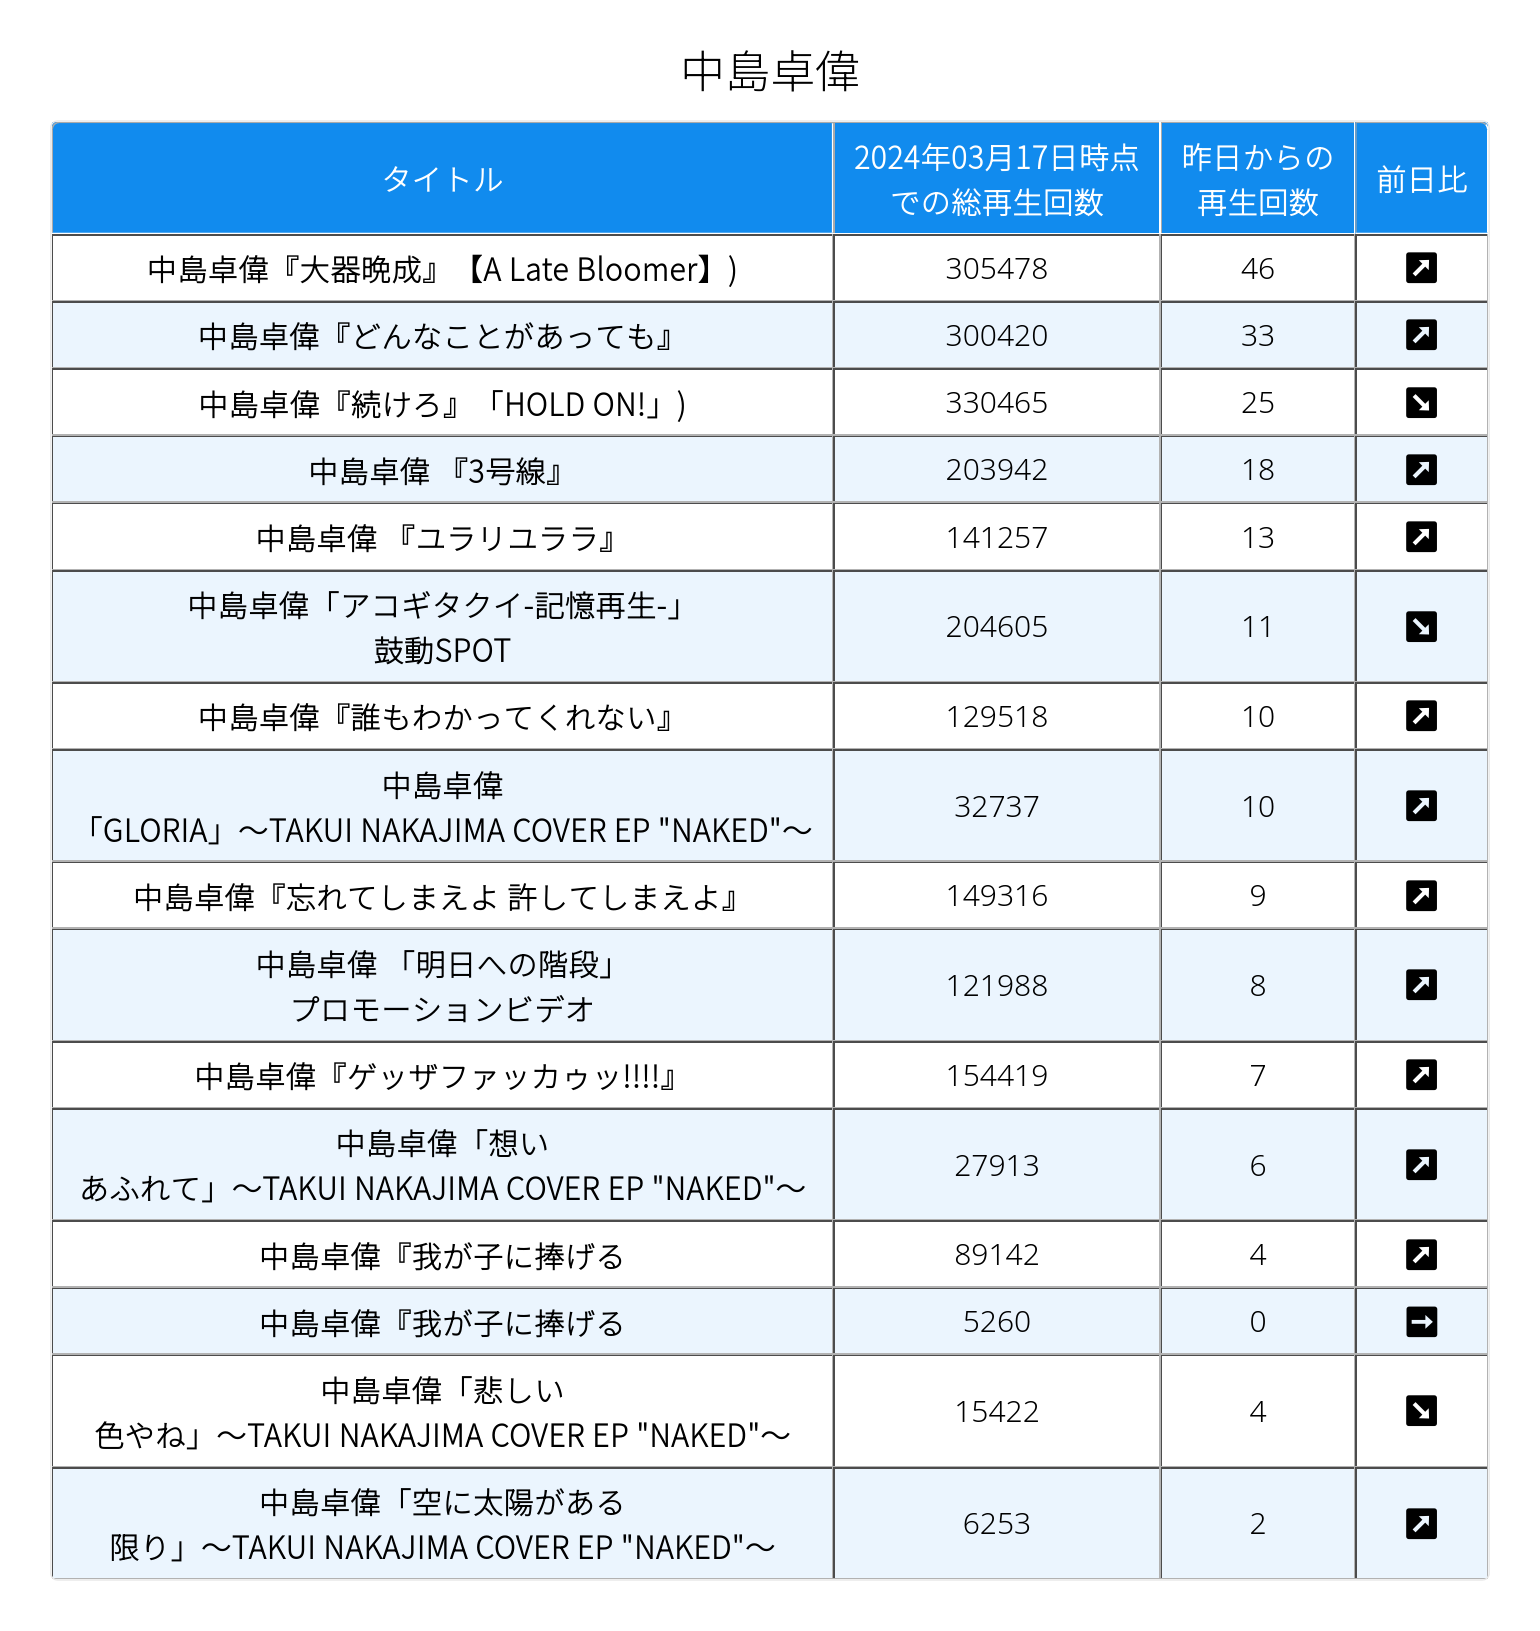 中島卓偉
タイトル
2024年03月17日時点
での総再生回数
昨日からの
再生回数
前日比
中島卓偉『大器晩成』【A Late Bloomer】)
305478
46
中島卓偉『どんなことがあっても』
300420
33
中島卓偉『続けろ』「HOLD ON!」)
330465
25
中島卓偉 『3号線』
203942
18
中島卓偉 『ユラリユララ』
141257
13
中島卓偉「アコギタクイ-記憶再生-」
鼓動SPOT
204605
11
中島卓偉『誰もわかってくれない』
129518
10
中島卓偉
「GLORIA」〜TAKUI NAKAJIMA COVER EP "NAKED"〜
32737
10
中島卓偉『忘れてしまえよ 許してしまえよ』
149316
9
中島卓偉 「明日への階段」
プロモーションビデオ
121988
8
中島卓偉『ゲッザファッカゥッ!!!!』
154419
7
中島卓偉「想い
あふれて」〜TAKUI NAKAJIMA COVER EP "NAKED"〜
27913
6
中島卓偉『我が子に捧げる
89142
4
中島卓偉『我が子に捧げる
5260
0
中島卓偉「悲しい
色やね」〜TAKUI NAKAJIMA COVER EP "NAKED"〜
15422
4
中島卓偉「空に太陽がある
限り」〜TAKUI NAKAJIMA COVER EP "NAKED"〜
6253
2